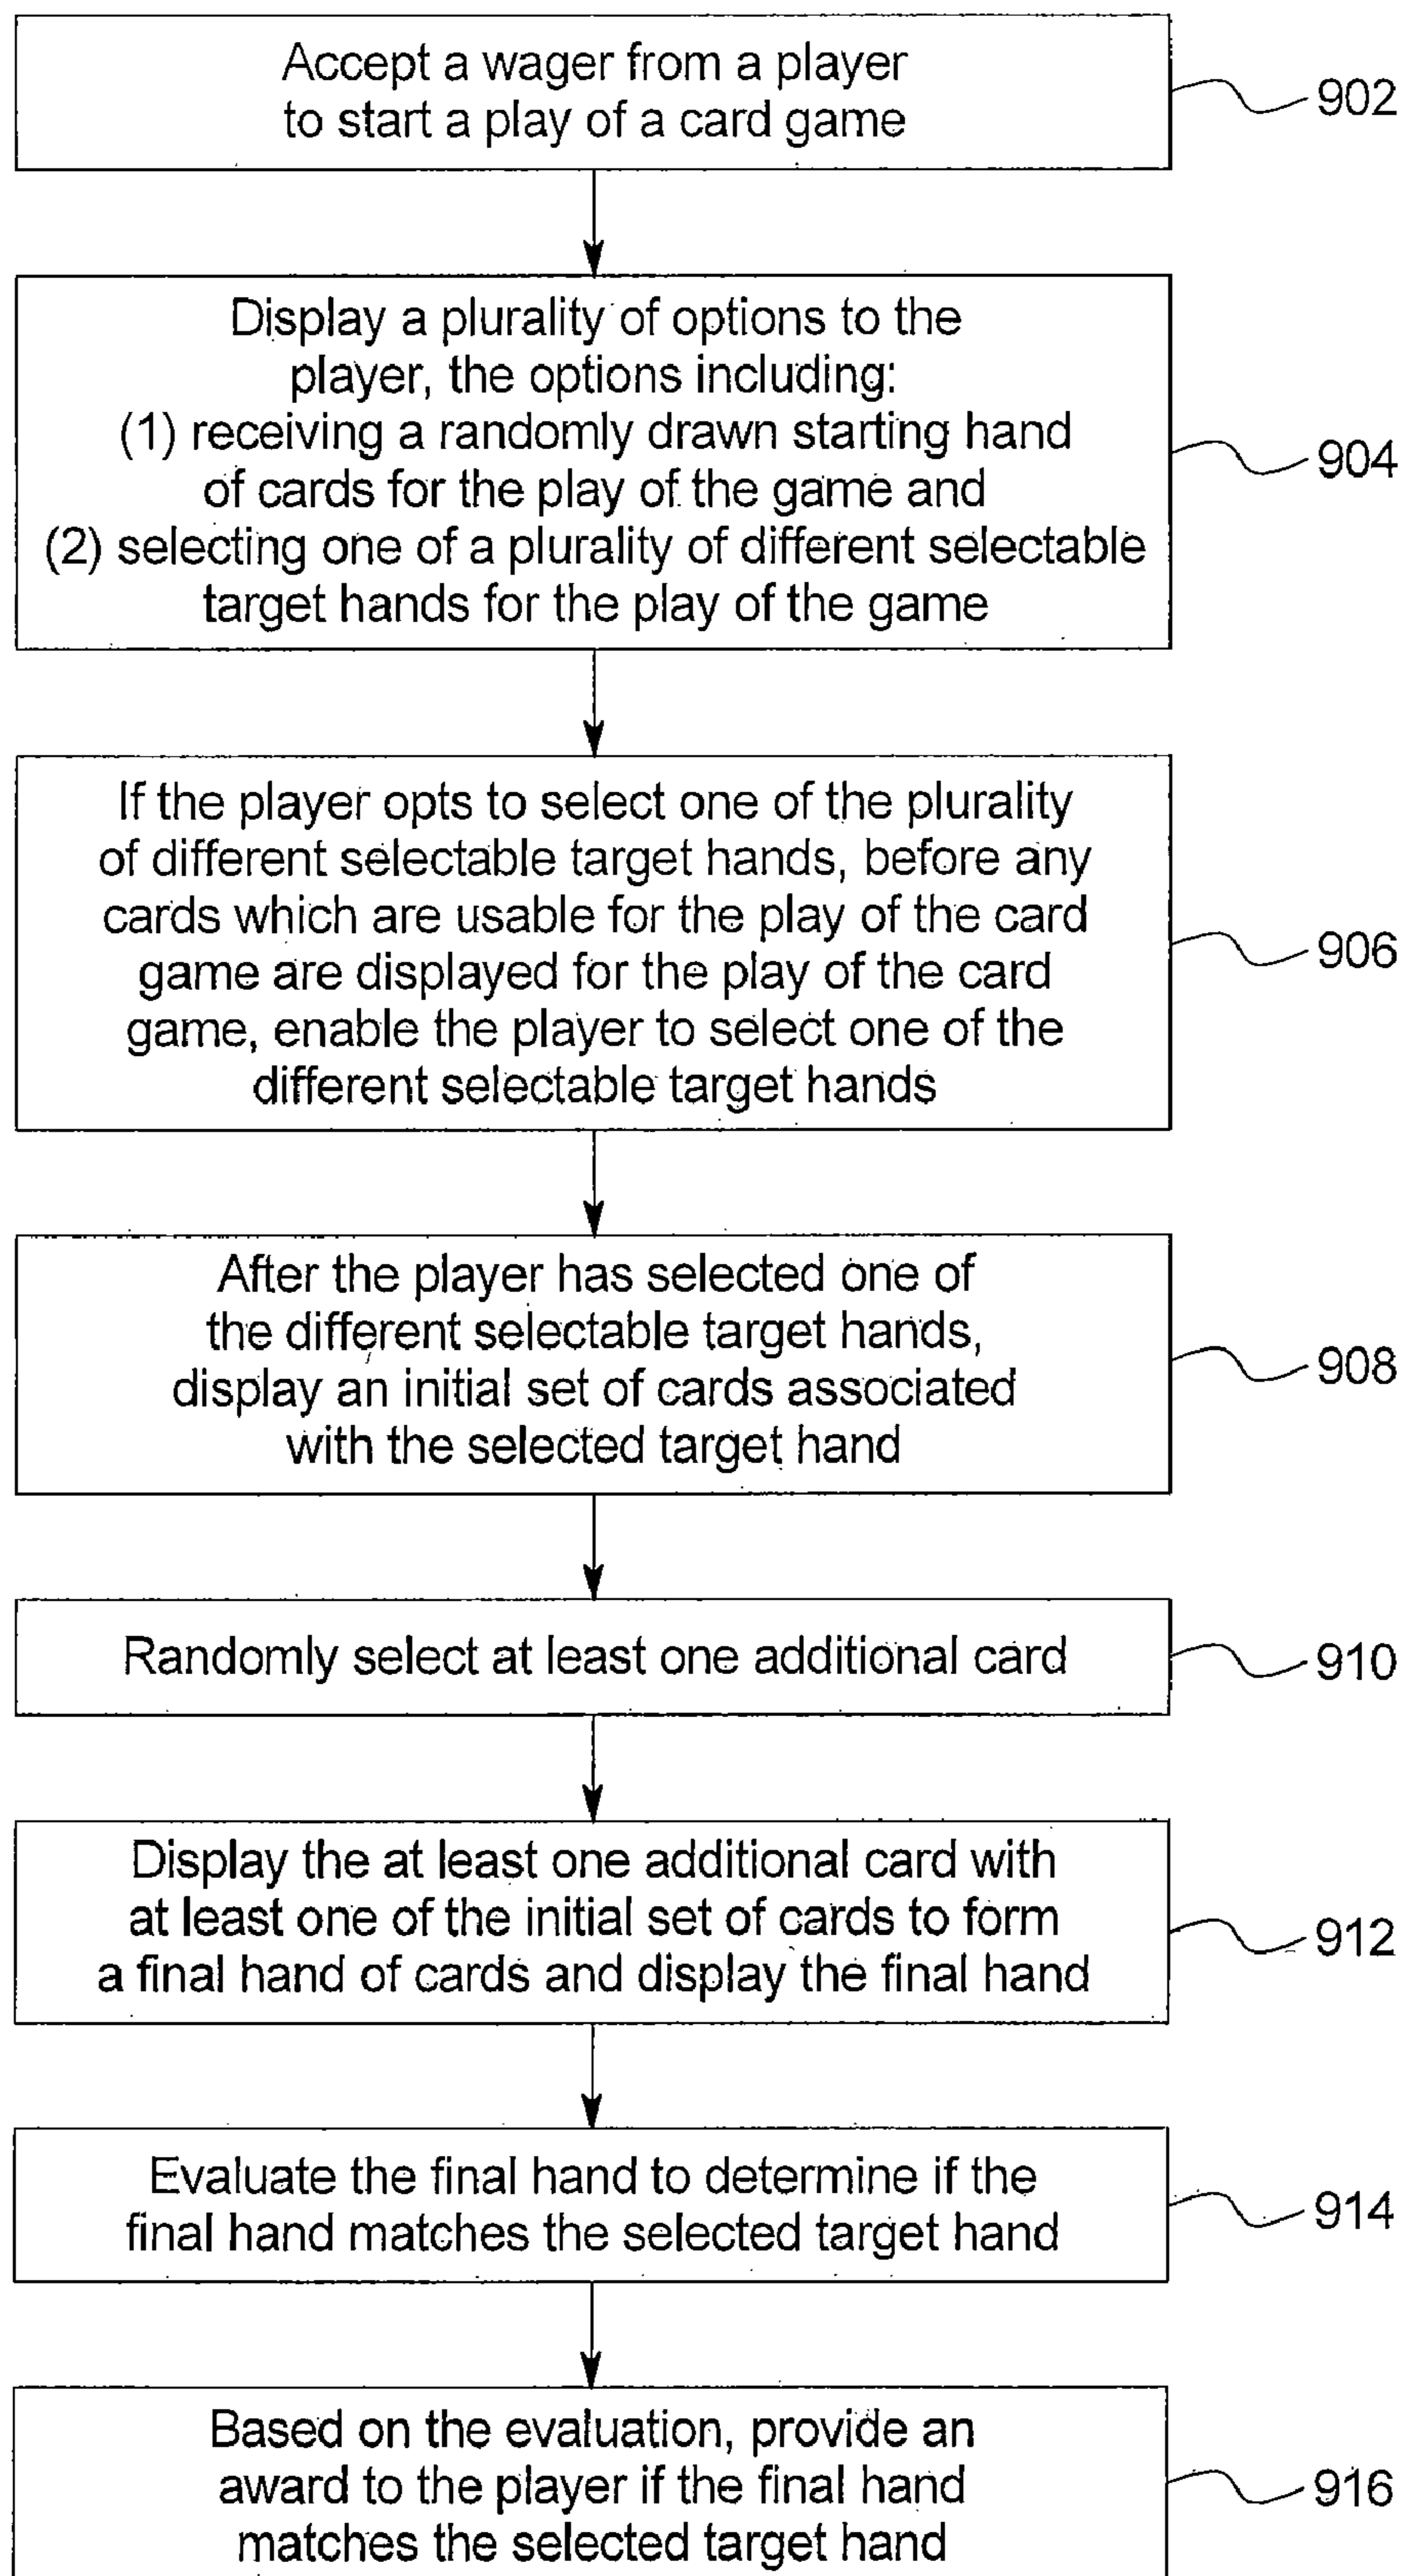 Accept a wager from a player
to start a play of a card game
902
Display a plurality of options to the
player, the options including:
(1) receiving a randomly drawn starting hand
of cards for the play of the game and
(2) selecting one of a plurality of different selectable
target hands for the play of the game
904
If the player opts to select one of the plurality
of different selectable target hands, before any
cards which are usable for the play of the card
game are displayed for the play of the card
game, enable the player to select one of the
different selectable target hands
906
After the player has selected one of
the different selectable target hands,
display an initial set of cards associated
with the selected target hand
908
Randomly select at least one additional card
910
Display the at least one additional card with
at least one of the initial set of cards to form
a final hand of cards and display the final hand
912
Evaluate the final hand to determine if the
final hand matches the selected target hand
914
Based on the evaluation, provide an
award to the player if the final hand
matches the selected target hand
916